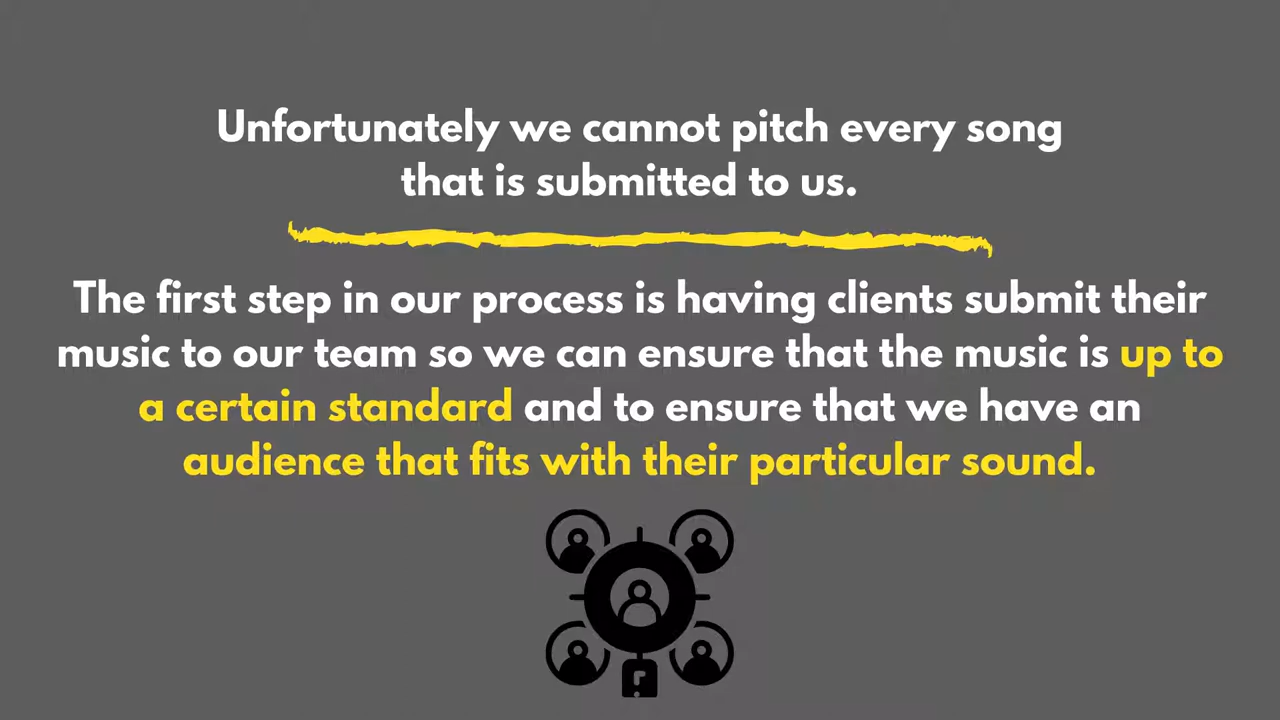 Unfortunately we cannot pitch every song
that is submitted to us.
The first step in our process is having clients submit their
music to our team so we can ensure that the music is up to
a certain standard and to ensure that we have an
audience that fits with their particular sound.